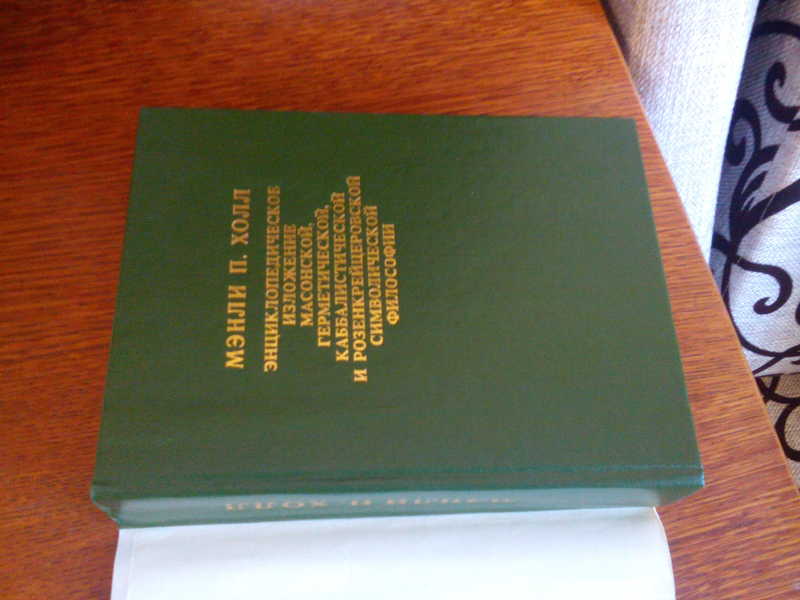 МЭНЛИ П. ХОЛЛ
ЭНЦИКЛОПЕДИЧЕСКОЕ
ИЗЛОЖЕНИЕ
МАСОНСКОЙ,
ГЕРМЕТИЧЕСКОЙ,
КАББАЛИСТИЧЕСКОЙ
И РОЗЕНКРЕЙЦЕРОВСКОЙ
СИМВОЛИЧЕСКОЙ
ФИЛОСОФИИ